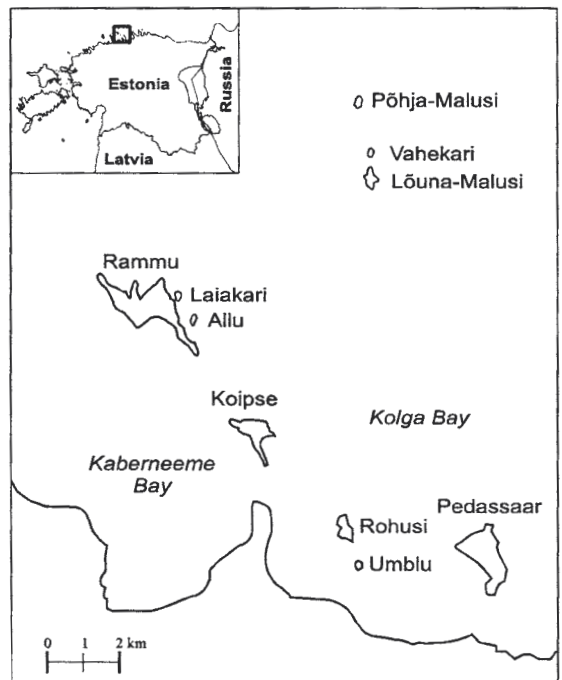 Estonia
Russia
Latvia
Põhja-Malusi
Vahekari
Lõuna-Malusi
Rammu
Laiakari
Allu
Koipse
Kolga Bay
Kaberneeme
Bay
Pedassaar
Rohusi
Umblu
0 1 2 km